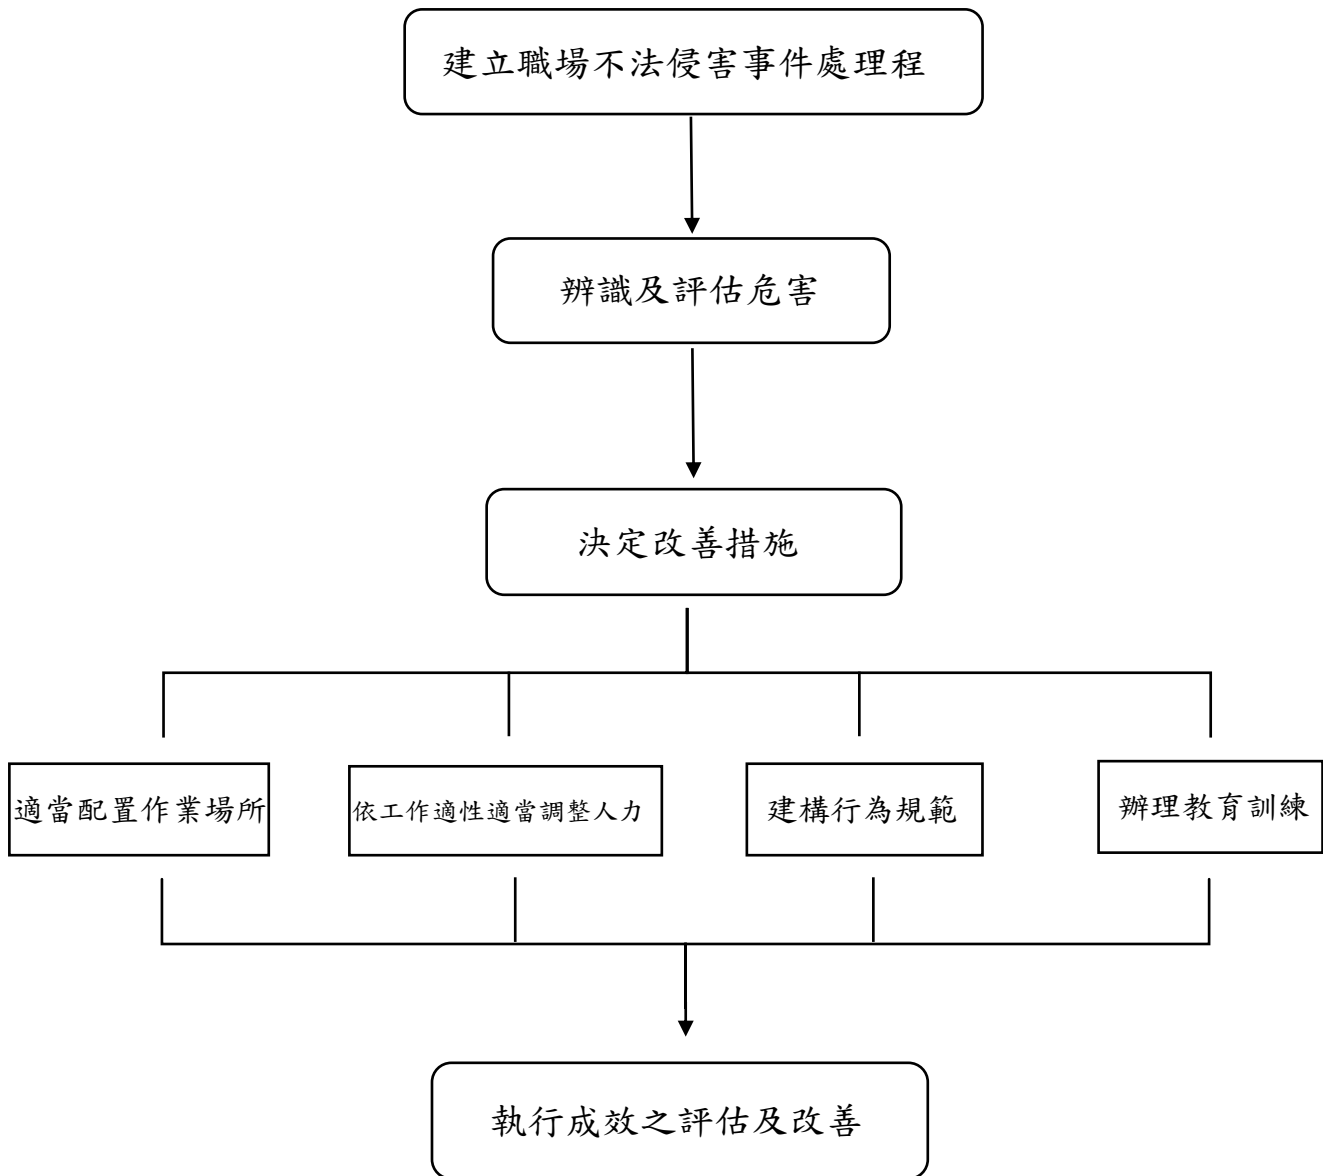 建立職場不法侵害事件處理程
辨識及評估危害
決定改善措施
適當配置作業場所
依工作適性適當調整人力
建構行為規範
辦理教育訓練
執行成效之評估及改善